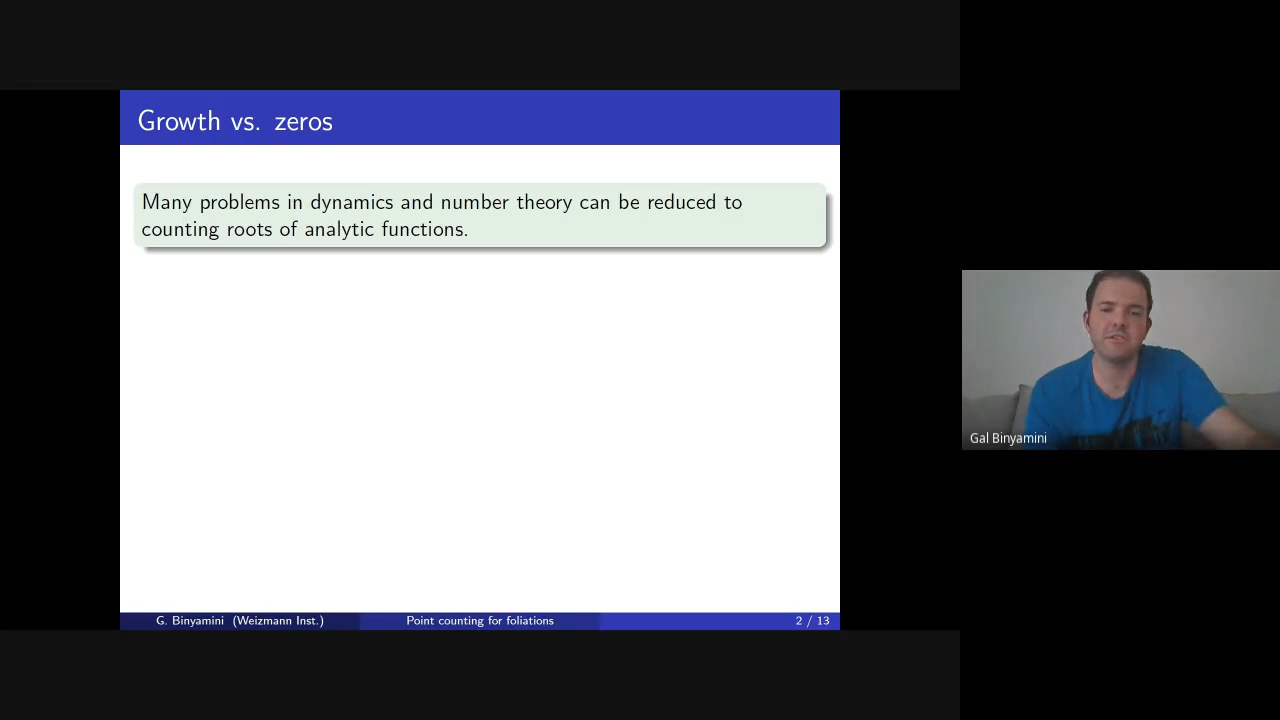 Growth vs. zeros
Many problems in dynamics and number theory can be reduced to
counting roots of analytic functions.
Gal Binyamini
G. Binyamini (Weizmann Inst.)
Point counting for foliations
2 / 13